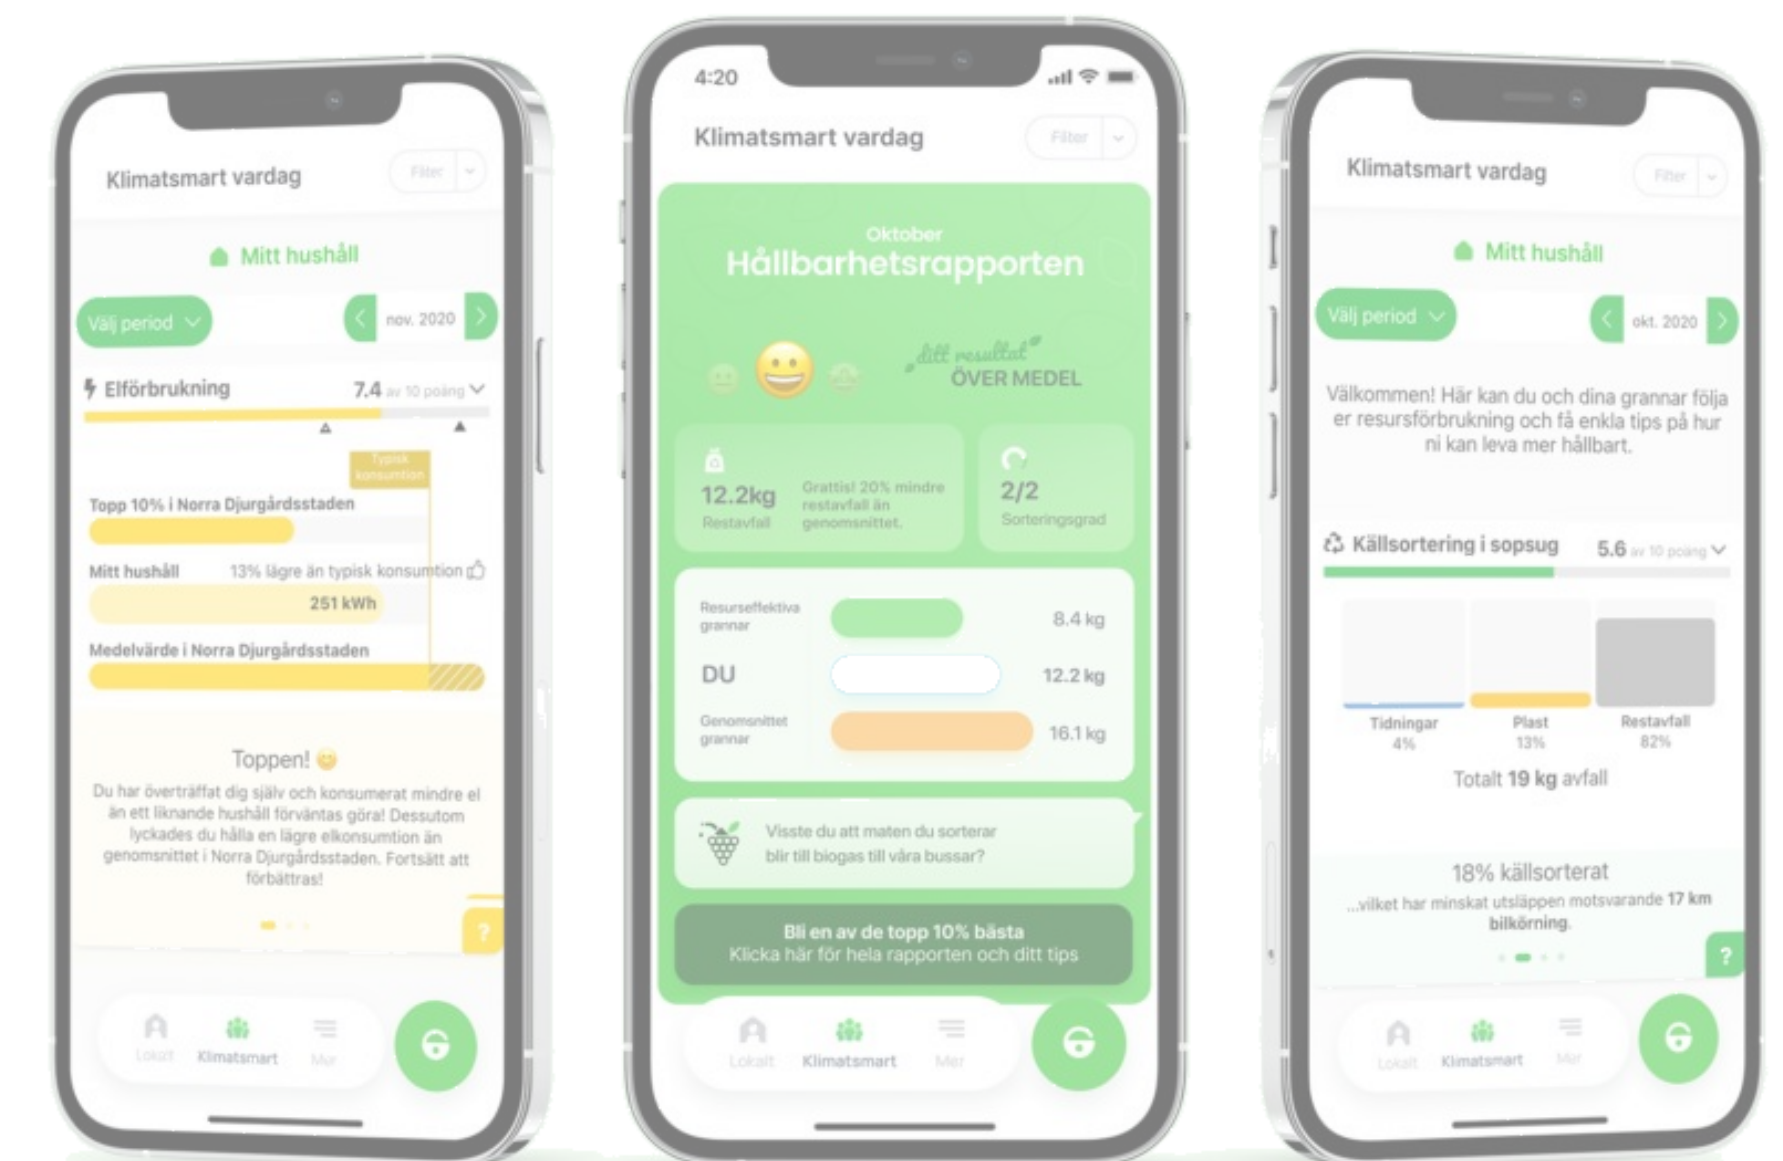 Klimatsmart vardag
Filter
Mitt hushåll
Välj period
nov. 2020
Elförbrukning
7.4 av 10 poäng
Typisk
konsumtion
Topp 10% i Norra Djurgårdsstaden
Mitt hushåll
13% lägre än typisk konsumtion
251 kWh
Medelvärde i Norra Djurgårdsstaden
Toppen!
Du har överträffat dig själv och konsumerat mindre el
än ett liknande hushåll förväntas göra! Dessutom
lyckades du hålla en lägre elkonsumtion än
genomsnittet i Norra Djurgårdsstaden. Fortsätt att
förbättras!
?
Lokalt
Klimatsmart
Mer
4:20
Klimatsmart vardag
Filter
Oktober
Hållbarhetsrapporten
ditt resultat
ÖVER MEDEL
12.2kg
Restavfall
Grattis! 20% mindre
restavfall än
genomsnittet.
2/2
Sorteringsgrad
Resurseffektiva
grannar
8.4 kg
DU
12.2 kg
Genomsnittet
grannar
16.1 kg
Visste du att maten du sorterar
blir till biogas till våra bussar?
Bli en av de topp 10% bästa
Klicka här för hela rapporten och ditt tips
Lokalt
Klimatsmart
Mer
Klimatsmart vardag
Filter
Mitt hushåll
Välj period
okt. 2020
Välkommen! Här kan du och dina grannar följa
er resursförbrukning och få enkla tips på hur
ni kan leva mer hållbart.
Källsortering i sopsug
5.6 av 10 poäng
Tidningar
4%
Plast
13%
Restavfall
82%
Totalt 19 kg avfall
18% källsorterat
...vilket har minskat utsläppen motsvarande 17 km
bilkörning.
?
Lokalt
Klimatsmart
Mer